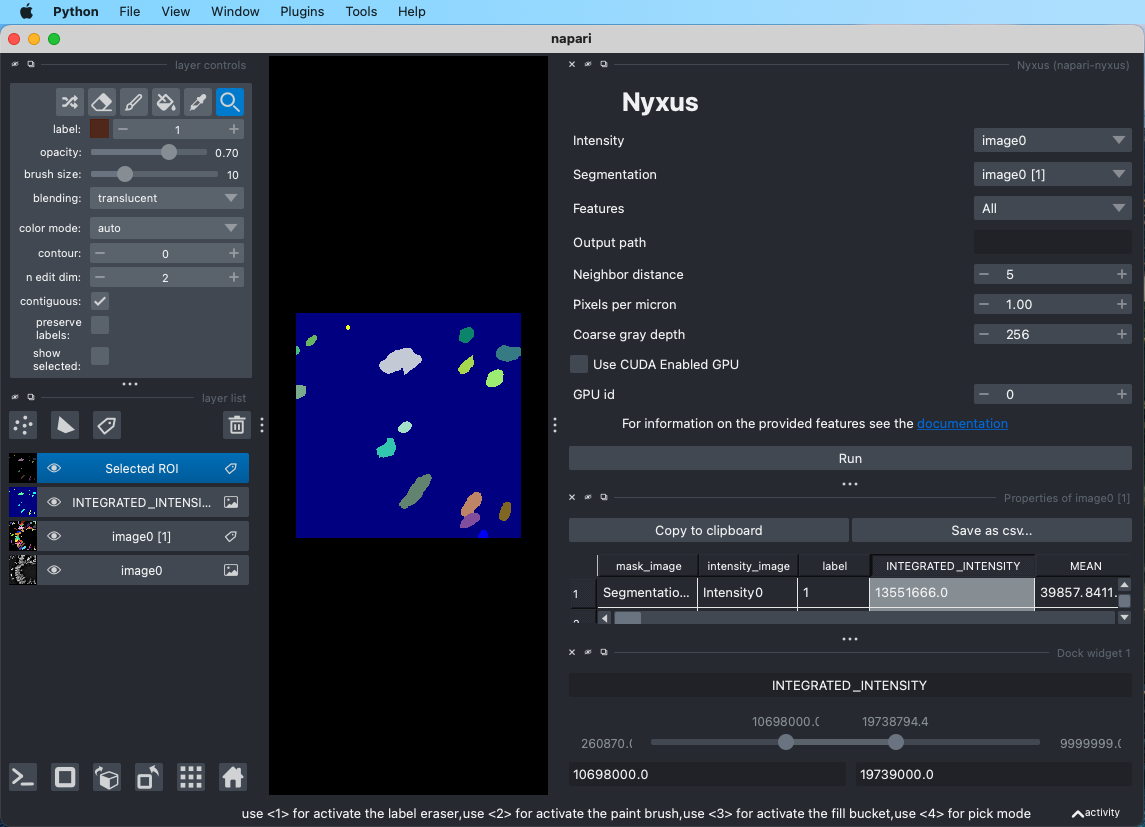 Python File View Window Plugins Tools Help
napari
layer controls
label: 1
opacity: 0.70
brush size: 10
blending: translucent
color mode: auto
contour: 0
n edit dim: 2
contiguous:
preserve
labels:
show
selected:
layer list
Selected ROI
INTEGRATED_INTENSI...
image0 [1]
image0
Nyxus (napari-nyxus)
Nyxus
Intensity image0
Segmentation image0 [1]
Features All
Output path
Neighbor distance 5
Pixels per micron 1.00
Coarse gray depth 256
Use CUDA Enabled GPU
GPU id 0
For information on the provided features see the documentation
Run
Properties of image0 [1]
Copy to clipboard Save as csv...
mask_image intensity_image label INTEGRATED_INTENSITY MEAN
1 Segmentatio... Intensity0 1 13551666.0 39857.8411.
Dock widget 1
INTEGRATED_INTENSITY
10698000.( 19738794.4
260870.( 9999999.(
10698000.0 19739000.0
use <1> for activate the label eraser,use <2> for activate the paint brush,use <3> for activate the fill bucket,use <4> for pick mode
activity